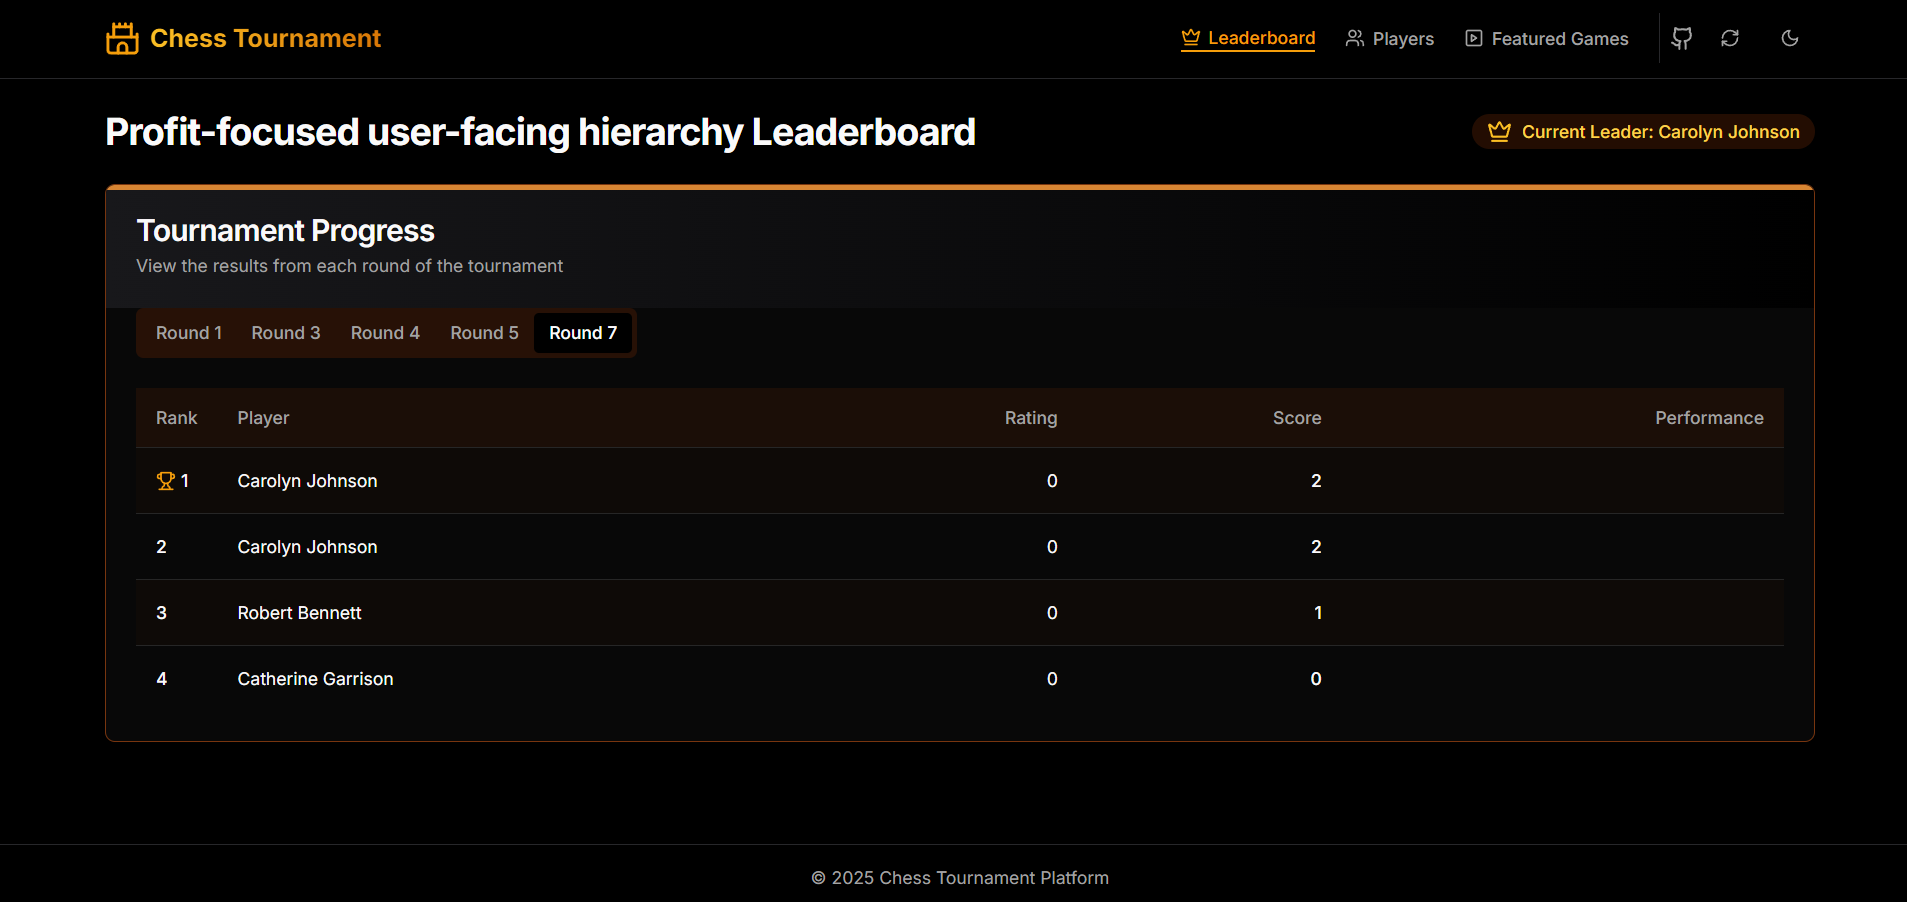 Chess Tournament
Leaderboard
Players
Featured Games
Profit-focused user-facing hierarchy Leaderboard
Current Leader: Carolyn Johnson
Tournament Progress
View the results from each round of the tournament
Round 1 Round 3 Round 4 Round 5 Round 7
Rank Player Rating Score Performance
1 Carolyn Johnson 0 2
2 Carolyn Johnson 0 2
3 Robert Bennett 0 1
4 Catherine Garrison 0 0
© 2025 Chess Tournament Platform